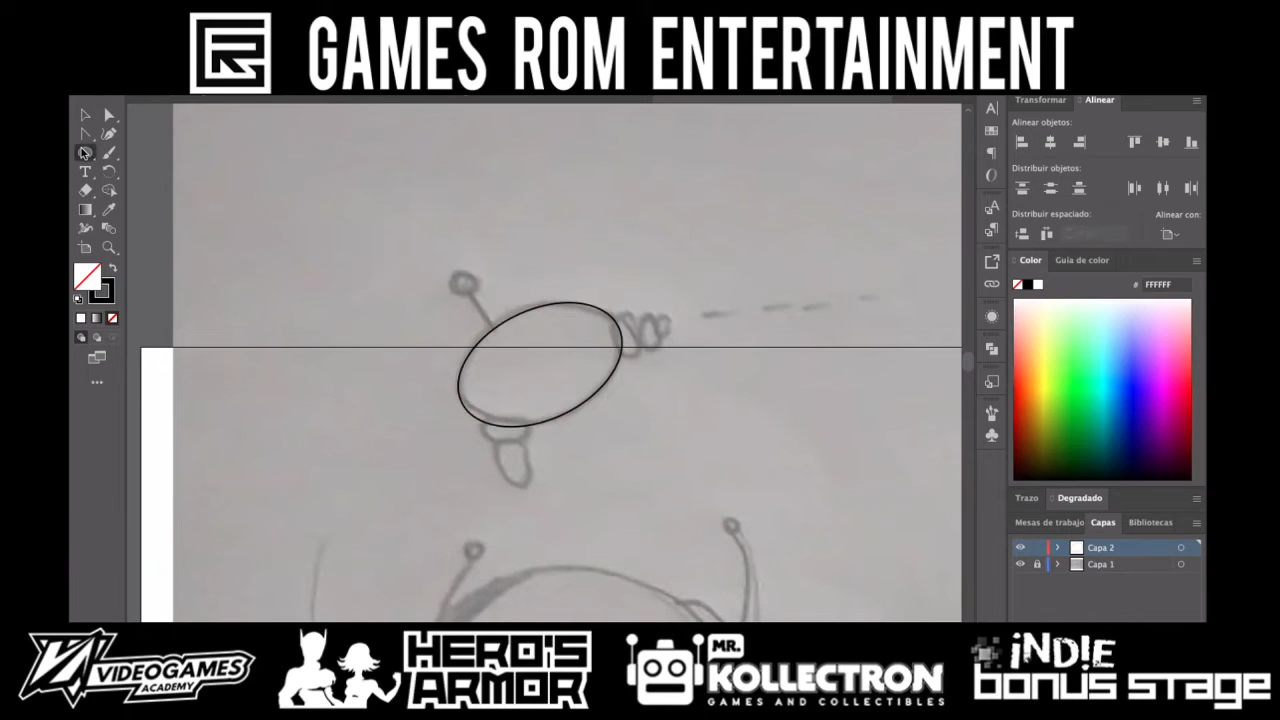 GAMES ROM ENTERTAINMENT
Transformar Alinear
Alinear objetos:
Distribuir objetos:
Distribuir espaciado: Alinear con:
Color Guía de color
# FFFFFF
Trazo Degradado
Mesas de trabajo Capas Bibliotecas
Capa 2
Capa 1
VIDEOGAMES
ACADEMY
HERO'S
ARMOR
MR.
KOLLECTRON
GAMES AND COLLECTIBLES
INDIE
BONUS STAGE